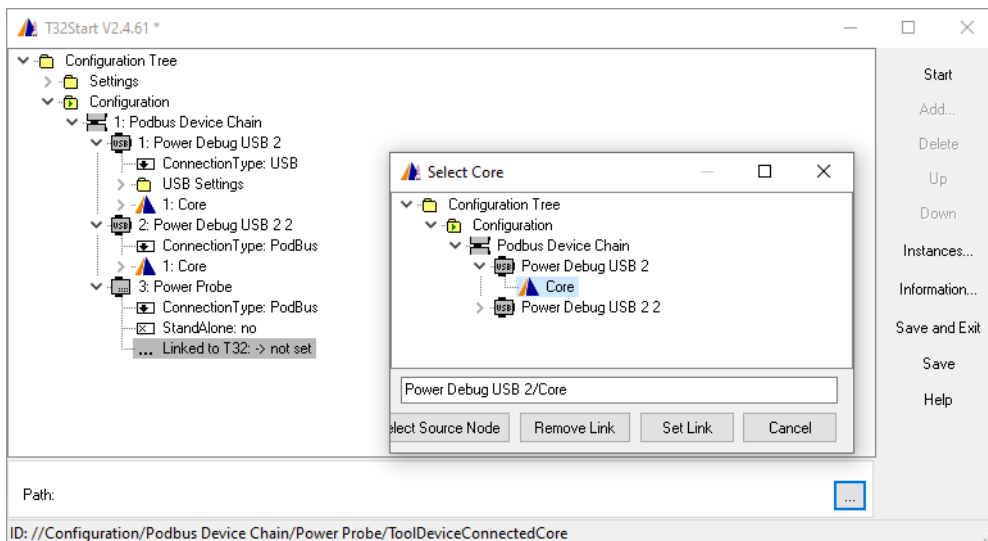 T32Start V2.4.61 *
Configuration Tree
Settings
Configuration
1: Podbus Device Chain
1: Power Debug USB 2
ConnectionType: USB
USB Settings
1: Core
2: Power Debug USB 2 2
ConnectionType: PodBus
1: Core
3: Power Probe
ConnectionType: PodBus
StandAlone: no
... Linked to T32: -> not set
Select Core
Configuration Tree
Configuration
Podbus Device Chain
Power Debug USB 2
Core
Power Debug USB 2 2
Power Debug USB 2/Core
elect Source Node
Remove Link
Set Link
Cancel
Start
Add...
Delete
Up
Down
Instances...
Information...
Save and Exit
Save
Help
Path:
...
ID: //Configuration/Podbus Device Chain/Power Probe/ToolDeviceConnectedCore